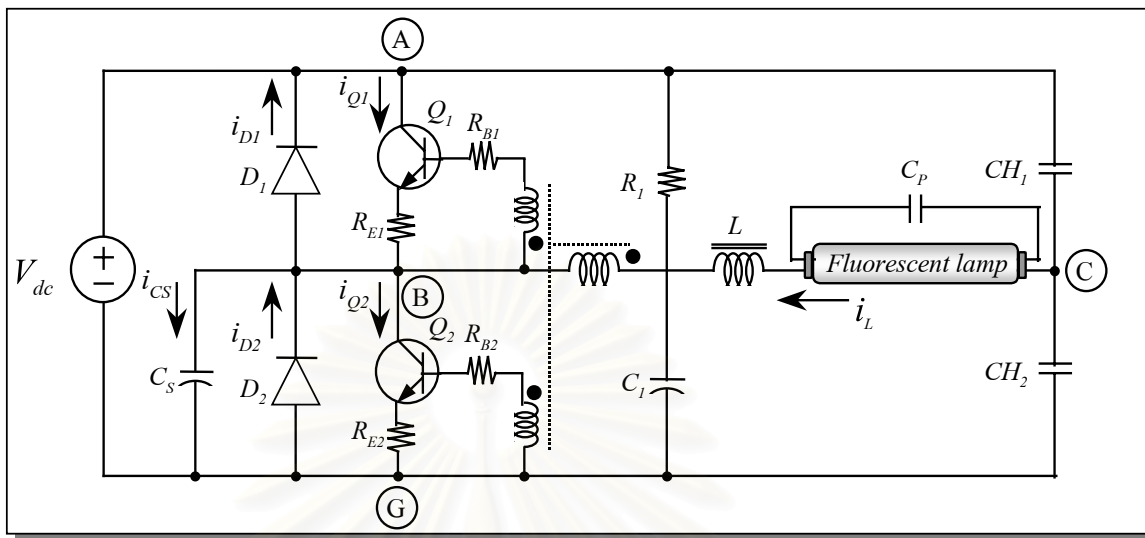 A
i_Q1
Q_1
R_B1
i_D1
D_1
R_E1
R_1
C_P
CH_1
L
Fluorescent lamp
C
V_dc
+
−
i_CS
i_D2
B
i_Q2
Q_2
R_B2
i_L
C_S
D_2
R_E2
C_1
CH_2
G